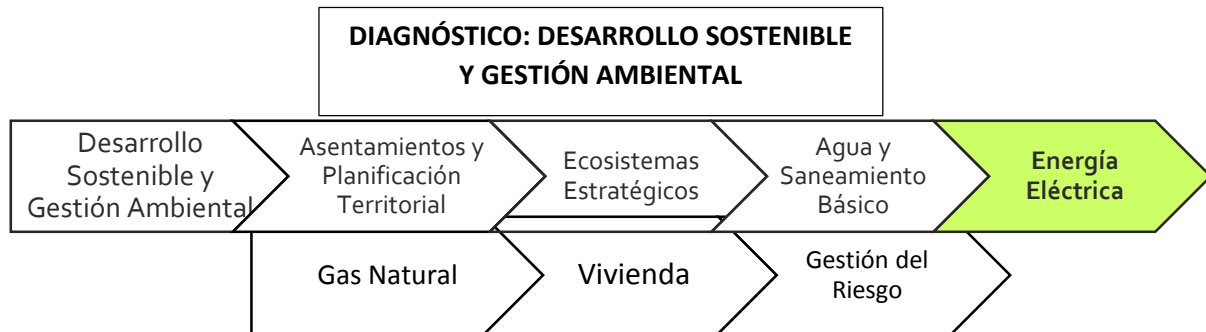 DIAGNÓSTICO: DESARROLLO SOSTENIBLE
Y GESTIÓN AMBIENTAL
Desarrollo
Sostenible y
Gestión Ambiental
Asentamientos y
Planificación
Territorial
Ecosistemas
Estratégicos
Agua y
Saneamiento
Básico
Energía
Eléctrica
Gas Natural
Vivienda
Gestión del
Riesgo